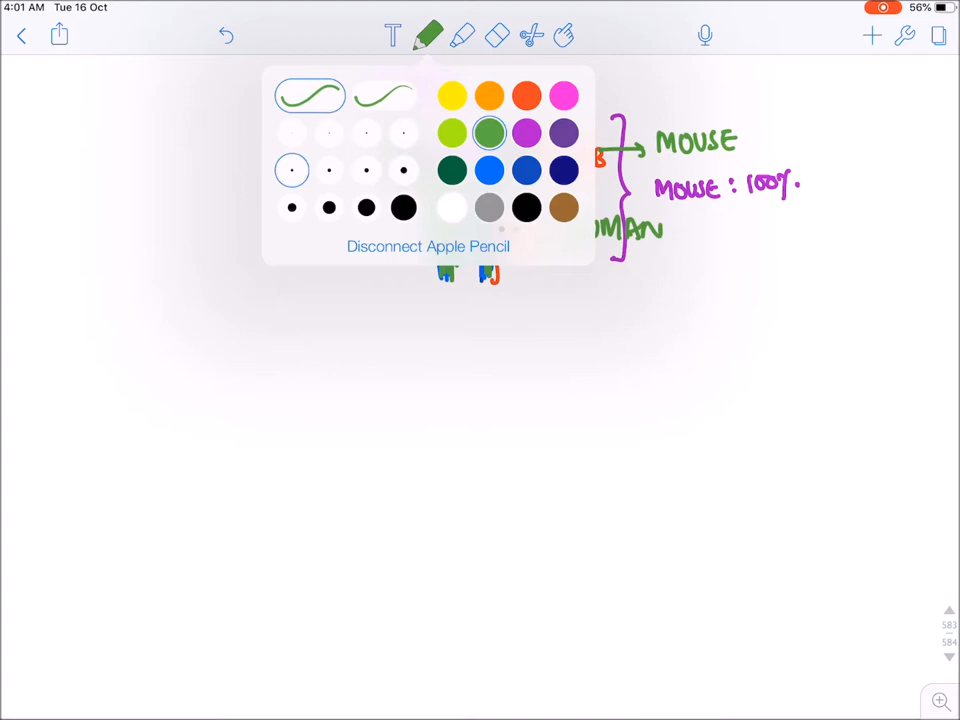 4:01 AM Tue 16 Oct
56%
T
MOUSE
MOUSE : 100%.
Disconnect Apple Pencil
583
584